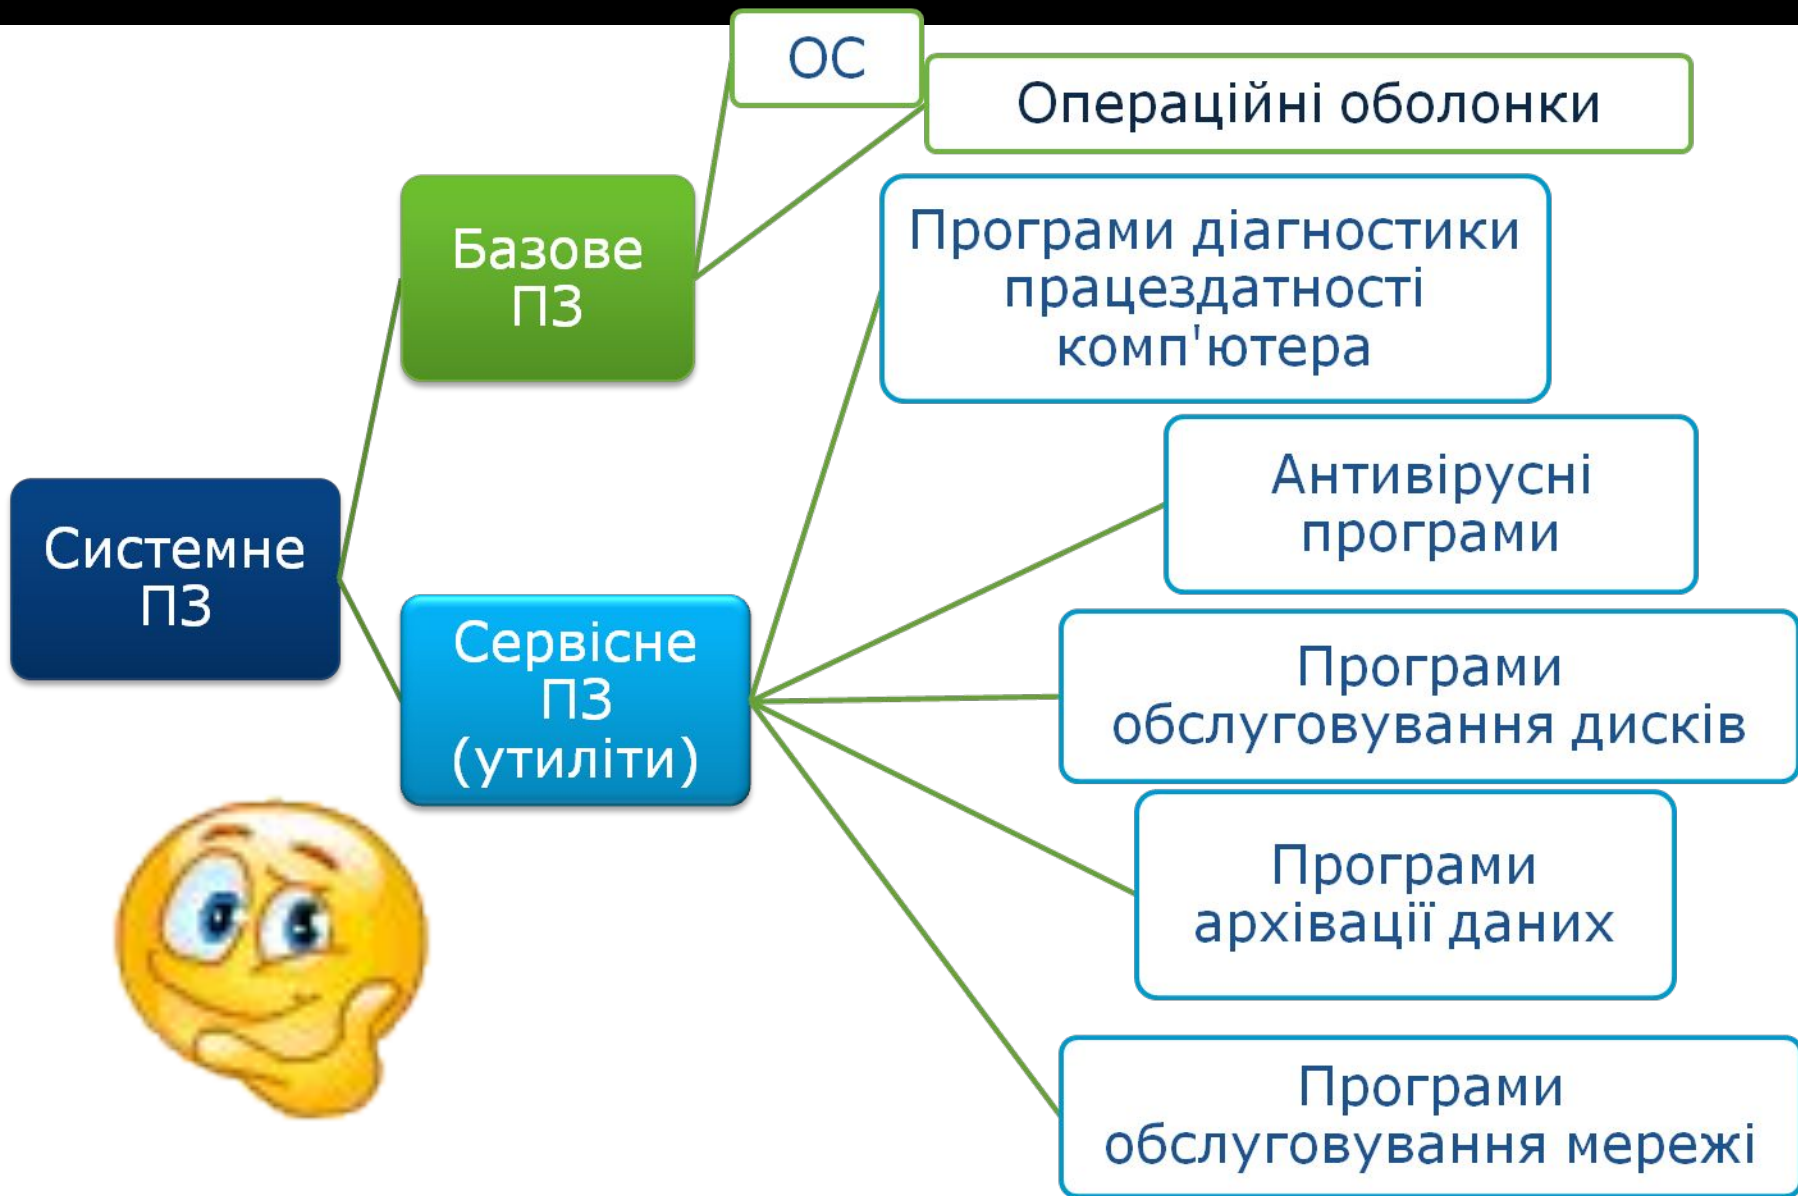 ОС
Операційні оболонки
Базове
ПЗ
Програми діагностики
працездатності
комп'ютера
Антивірусні
програми
Системне
ПЗ
Сервісне
ПЗ
(утиліти)
Програми
обслуговування дисків
Програми
архівації даних
Програми
обслуговування мережі